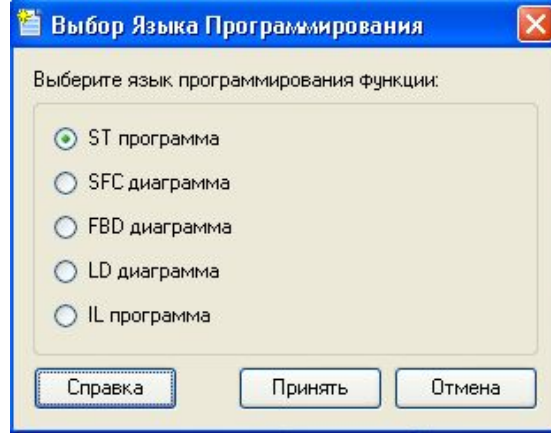 Выбор Языка Программирования
Выберите язык программирования функции:
ST программа
SFC диаграмма
FBD диаграмма
LD диаграмма
IL программа
Справка Принять Отмена